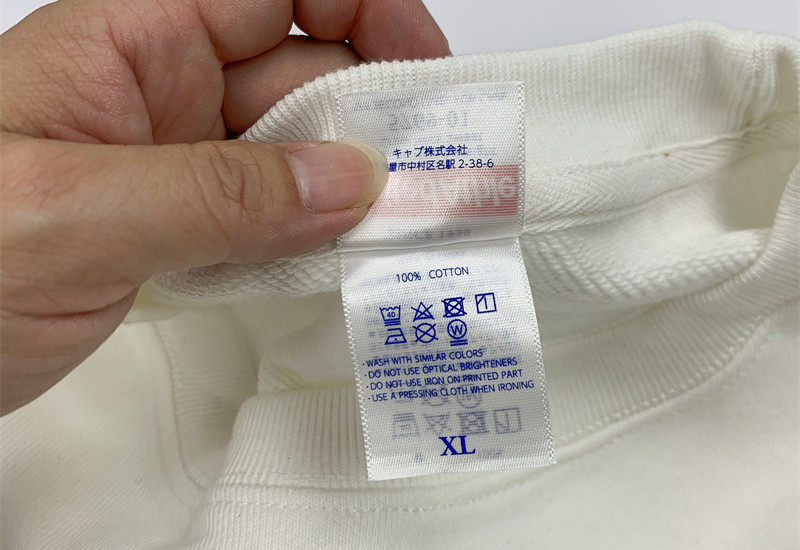 キャブ株式会社
屋市中村区名駅 2-38-6
100% COTTON
40
W
· WASH WITH SIMILAR COLORS
· DO NOT USE OPTICAL BRIGHTENERS
· DO NOT USE IRON ON PRINTED PART
· USE A PRESSING CLOTH WHEN IRONING
XL